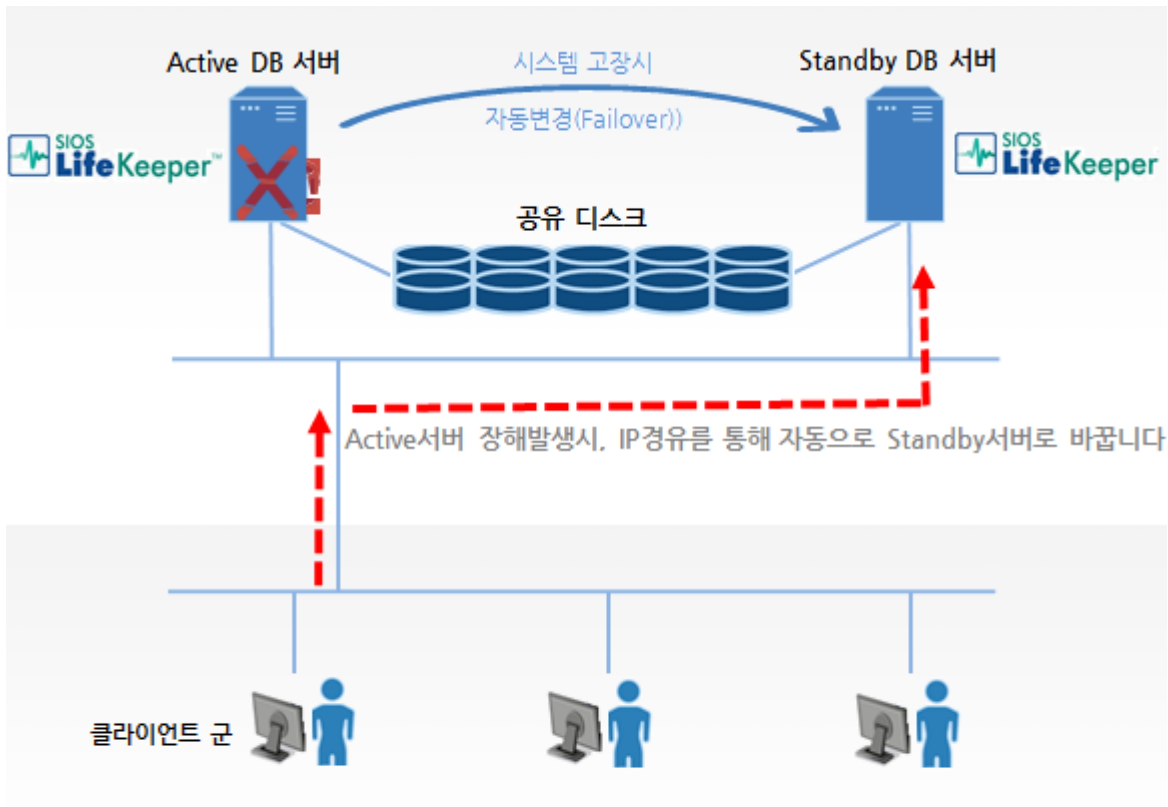 Active DB 서버
시스템 고장시
Standby DB 서버
자동변경(Failover))
SIOS
LifeKeeper™
SIOS
LifeKeeper
공유 디스크
Active서버 장해발생시, IP경유를 통해 자동으로 Standby서버로 바꿉니다
클라이언트 군